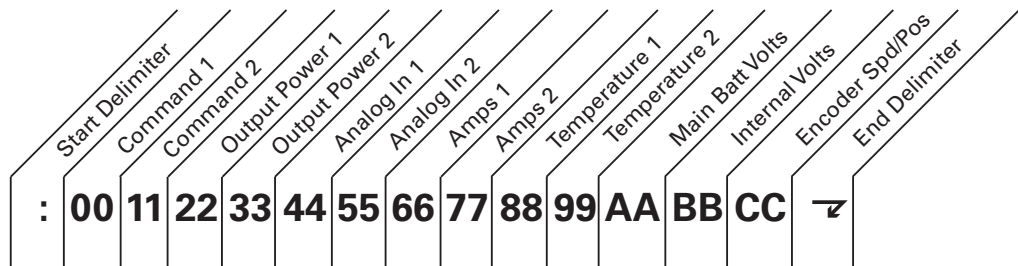 Start Delimiter
Command 1
Command 2
Output Power 1
Output Power 2
Analog In 1
Analog In 2
Amps 1
Amps 2
Temperature 1
Temperature 2
Main Batt Volts
Internal Volts
Encoder Spd/Pos
End Delimiter
: 00 11 22 33 44 55 66 77 88 99 AA BB CC